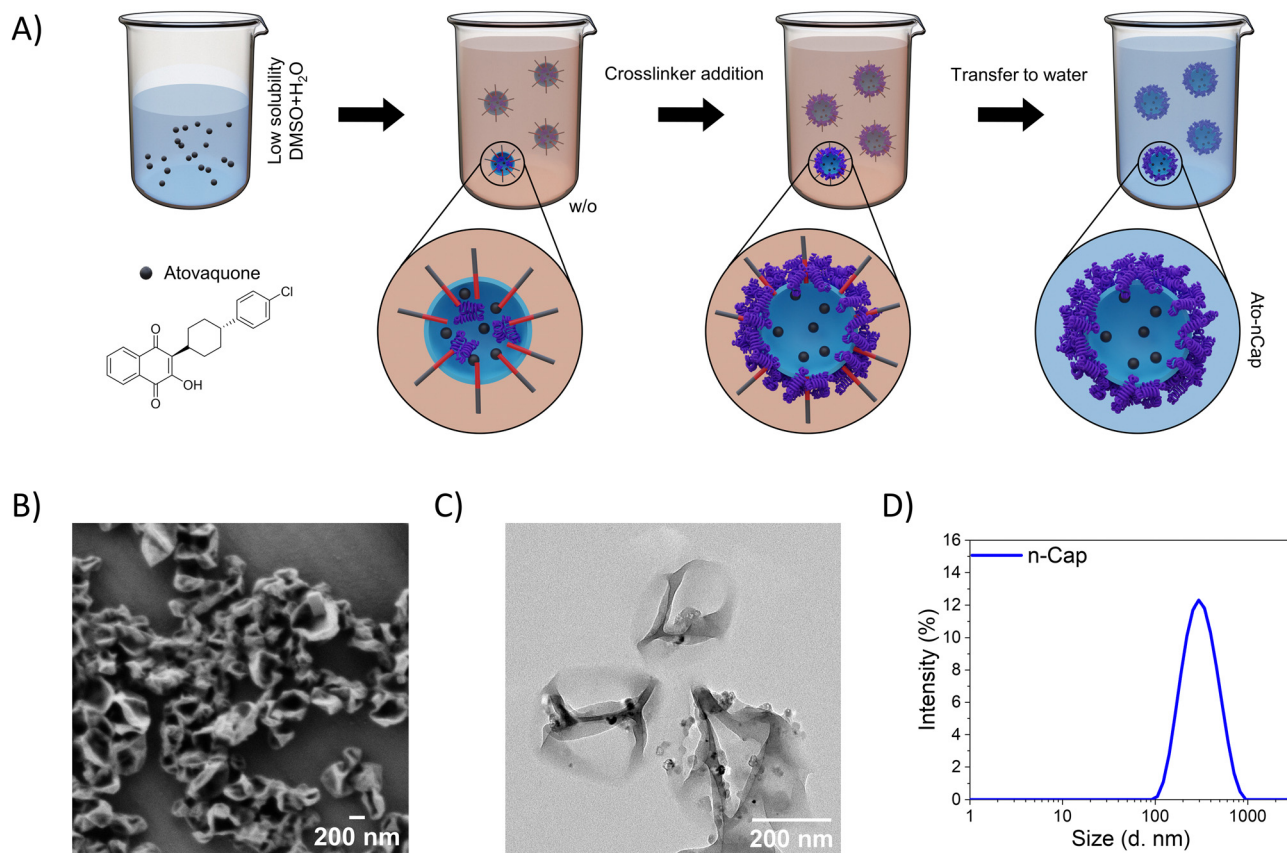 A)
Low solubility
DMSO+H₂O
Crosslinker addition
Transfer to water
w/o
Atovaquone
Cl
O
OH
O
Ato-nCap
B)
200 nm
C)
200 nm
D)
n-Cap
Intensity (%)
16
14
12
10
8
6
4
2
0
1
10
100
1000
Size (d. nm)